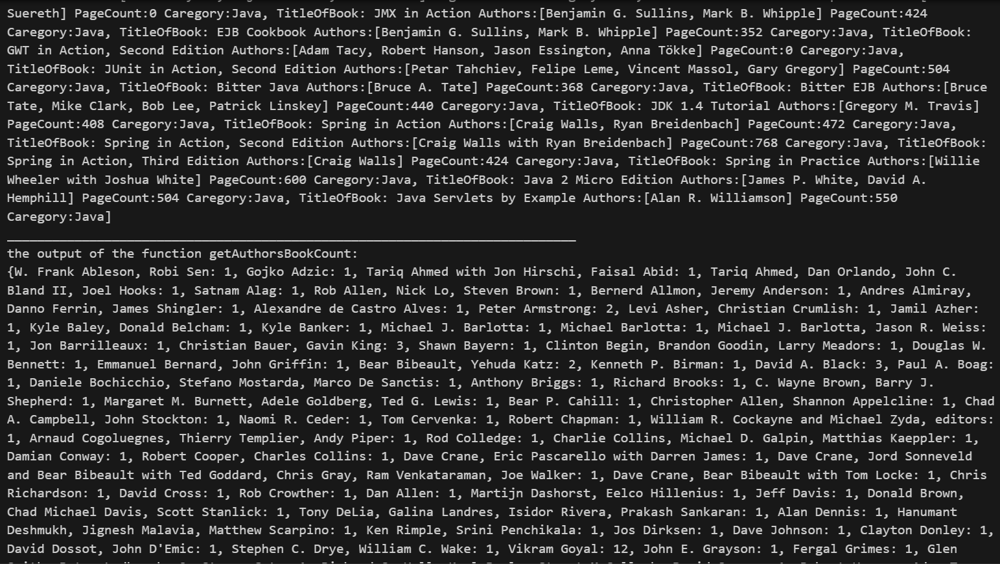 Suereth] PageCount:0 Caregory:Java, TitleOfBook: JMX in Action Authors:[Benjamin G. Sullins, Mark B. Whipple] PageCount:424
Caregory:Java, TitleOfBook: EJB Cookbook Authors:[Benjamin G. Sullins, Mark B. Whipple] PageCount:352 Caregory:Java, TitleOfBook:
GWT in Action, Second Edition Authors:[Adam Tacy, Robert Hanson, Jason Essington, Anna Tökke] PageCount:0 Caregory:Java,
TitleOfBook: JUnit in Action, Second Edition Authors:[Petar Tahchiev, Felipe Leme, Vincent Massol, Gary Gregory] PageCount:504
Caregory:Java, TitleOfBook: Bitter Java Authors:[Bruce A. Tate] PageCount:368 Caregory:Java, TitleOfBook: Bitter EJB Authors:[Bruce
Tate, Mike Clark, Bob Lee, Patrick Linskey] PageCount:440 Caregory:Java, TitleOfBook: JDK 1.4 Tutorial Authors:[Gregory M. Travis]
PageCount:408 Caregory:Java, TitleOfBook: Spring in Action Authors:[Craig Walls, Ryan Breidenbach] PageCount:472 Caregory:Java,
TitleOfBook: Spring in Action, Second Edition Authors:[Craig Walls with Ryan Breidenbach] PageCount:768 Caregory:Java, TitleOfBook:
Spring in Action, Third Edition Authors:[Craig Walls] PageCount:424 Caregory:Java, TitleOfBook: Spring in Practice Authors:[Willie
Wheeler with Joshua White] PageCount:600 Caregory:Java, TitleOfBook: Java 2 Micro Edition Authors:[James P. White, David A.
Hemphill] PageCount:504 Caregory:Java, TitleOfBook: Java Servlets by Example Authors:[Alan R. Williamson] PageCount:550
Caregory:Java]
____________________________________________________________________________
the output of the function getAuthorsBookCount:
{W. Frank Ableson, Robi Sen: 1, Gojko Adzic: 1, Tariq Ahmed with Jon Hirschi, Faisal Abid: 1, Tariq Ahmed, Dan Orlando, John C.
Bland II, Joel Hooks: 1, Satnam Alag: 1, Rob Allen, Nick Lo, Steven Brown: 1, Bernerd Allmon, Jeremy Anderson: 1, Andres Almiray,
Danno Ferrin, James Shingler: 1, Alexandre de Castro Alves: 1, Peter Armstrong: 2, Levi Asher, Christian Crumlish: 1, Jamil Azher:
1, Kyle Baley, Donald Belcham: 1, Kyle Banker: 1, Michael J. Barlotta: 1, Michael Barlotta: 1, Michael J. Barlotta, Jason R. Weiss:
1, Jon Barrilleaux: 1, Christian Bauer, Gavin King: 3, Shawn Bayern: 1, Clinton Begin, Brandon Goodin, Larry Meadors: 1, Douglas W.
Bennett: 1, Emmanuel Bernard, John Griffin: 1, Bear Bibeault, Yehuda Katz: 2, Kenneth P. Birman: 1, David A. Black: 3, Paul A. Boag:
1, Daniele Bochicchio, Stefano Mostarda, Marco De Sanctis: 1, Anthony Briggs: 1, Richard Brooks: 1, C. Wayne Brown, Barry J.
Shepherd: 1, Margaret M. Burnett, Adele Goldberg, Ted G. Lewis: 1, Bear P. Cahill: 1, Christopher Allen, Shannon Appelcline: 1, Chad
A. Campbell, John Stockton: 1, Naomi R. Ceder: 1, Tom Cervenka: 1, Robert Chapman: 1, William R. Cockayne and Michael Zyda, editors:
1, Arnaud Cogoluegnes, Thierry Templier, Andy Piper: 1, Rod Colledge: 1, Charlie Collins, Michael D. Galpin, Matthias Kaeppler: 1,
Damian Conway: 1, Robert Cooper, Charles Collins: 1, Dave Crane, Eric Pascarello with Darren James: 1, Dave Crane, Jord Sonneveld
and Bear Bibeault with Ted Goddard, Chris Gray, Ram Venkataraman, Joe Walker: 1, Dave Crane, Bear Bibeault with Tom Locke: 1, Chris
Richardson: 1, David Cross: 1, Rob Crowther: 1, Dan Allen: 1, Martijn Dashorst, Eelco Hillenius: 1, Jeff Davis: 1, Donald Brown,
Chad Michael Davis, Scott Stanlick: 1, Tony DeLia, Galina Landres, Isidor Rivera, Prakash Sankaran: 1, Alan Dennis: 1, Hanumant
Deshmukh, Jignesh Malavia, Matthew Scarpino: 1, Ken Rimple, Srini Penchikala: 1, Jos Dirksen: 1, Dave Johnson: 1, Clayton Donley: 1,
David Dossot, John D'Emic: 1, Stephen C. Drye, William C. Wake: 1, Vikram Goyal: 12, John E. Grayson: 1, Fergal Grimes: 1, Glen